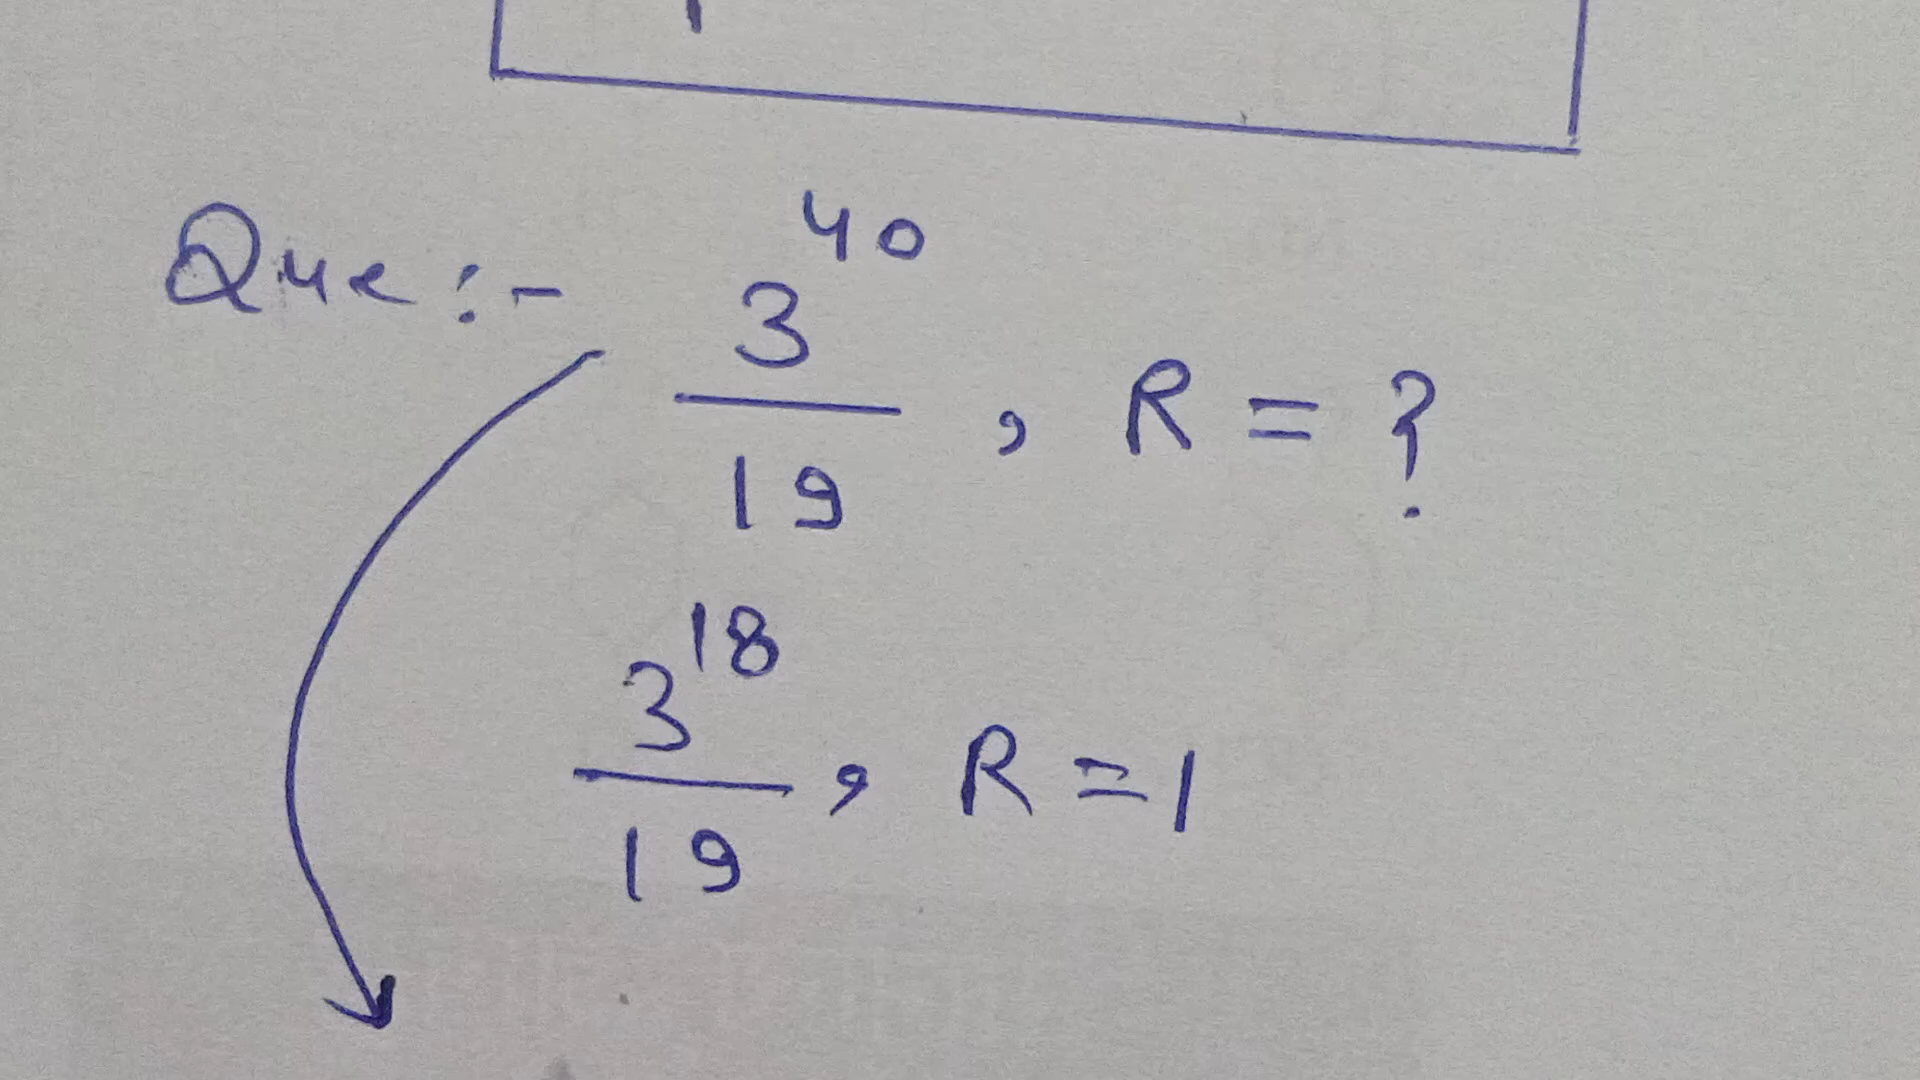 Que:- 3^40 / 19 , R = ?
3^18 / 19 , R = 1